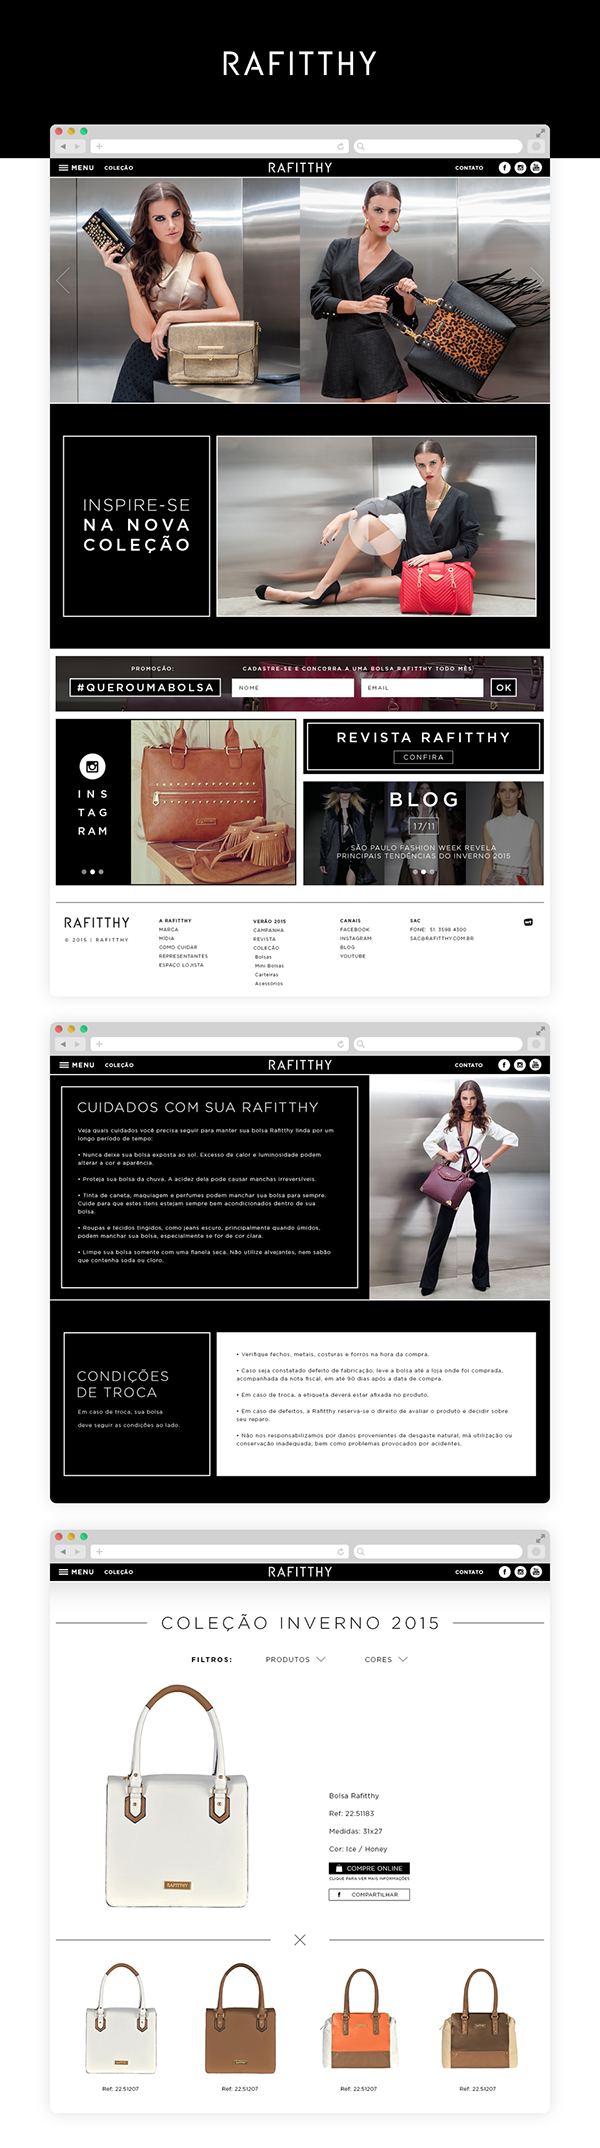 RAFITTHY
MENU
COLEÇÃO
RAFITTHY
CONTATO
INSPIRE-SE
NA NOVA
COLEÇÃO
PROMOÇÃO:
#QUEROUMABOLSA
CADASTRE-SE E CONCORRA A UMA BOLSA RAFITTHY TODO MÊS
NOME
EMAIL
OK
INS
TAG
RAM
REVISTA RAFITTHY
CONFIRA
BLOG
17/11
SÃO PAULO FASHION WEEK REVELA
PRINCIPAIS TENDÊNCIAS DO INVERNO 2015
RAFITTHY
© 2015 | RAFITTHY
A RAFITTHY
MARCA
MÍDIA
COMO CUIDAR
REPRESENTANTES
ESPAÇO LOJISTA
VERÃO 2015
CAMPANHA
REVISTA
COLEÇÃO
Bolsas
Mini Bolsas
Carteiras
Acessórios
CANAIS
FACEBOOK
INSTAGRAM
BLOG
YOUTUBE
SAC
FONE: 51. 3598 4300
SAC@RAFITTHY.COM.BR
MENU
COLEÇÃO
RAFITTHY
CONTATO
CUIDADOS COM SUA RAFITTHY
Veja quais cuidados você precisa seguir para manter sua bolsa Rafitthy linda por um
longo período de tempo:
• Nunca deixe sua bolsa exposta ao sol. Excesso de calor e luminosidade podem
alterar a cor e aparência.
• Proteja sua bolsa da chuva. A acidez dela pode causar manchas irreversíveis.
• Tinta de caneta, maquiagem e perfumes podem manchar sua bolsa para sempre.
Cuide para que estes itens estejam sempre bem acondicionados dentro de sua
bolsa.
• Roupas e tecidos tingidos, como jeans escuro, principalmente quando úmidos,
podem manchar sua bolsa, especialmente se for de cor clara.
• Limpe sua bolsa somente com uma flanela seca. Não utilize alvejantes, nem sabão
que contenha soda ou cloro.
CONDIÇÕES
DE TROCA
Em caso de troca, sua bolsa
deve seguir as condições ao lado.
• Verifique fechos, metais, costuras e forros na hora da compra.
• Caso seja constatado defeito de fabricação, leve a bolsa até a loja onde foi comprada,
acompanhada da nota fiscal, em até 90 dias após a data de compra.
• Em caso de troca, a etiqueta deverá estar afixada no produto.
• Em caso de defeitos, a Rafitthy reserva-se o direito de avaliar o produto e decidir sobre
seu reparo.
• Não nos responsabilizamos por danos provenientes de desgaste natural, má utilização ou
conservação inadequada, bem como problemas provocados por acidentes.
MENU
COLEÇÃO
RAFITTHY
CONTATO
COLEÇÃO INVERNO 2015
FILTROS:
PRODUTOS
CORES
RAFITTHY
Bolsa Rafitthy
Ref: 22.51183
Medidas: 31x27
Cor: Ice / Honey
COMPRE ONLINE
CLIQUE PARA VER MAIS INFORMAÇÕES
COMPARTILHAR
Ref: 22.51207
Ref: 22.51207
Ref: 22.51207
Ref: 22.51207